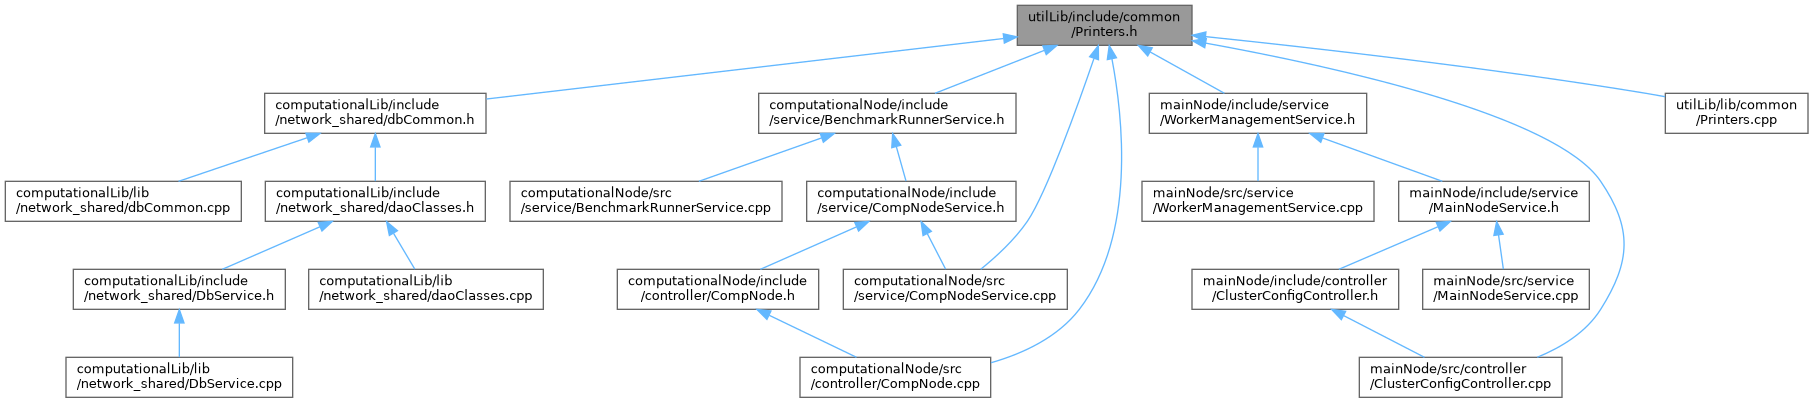 utilLib/include/common
/Printers.h
computationalLib/include
/network_shared/dbCommon.h
computationalNode/include
/service/BenchmarkRunnerService.h
mainNode/include/service
/WorkerManagementService.h
utilLib/lib/common
/Printers.cpp
computationalLib/lib
/network_shared/dbCommon.cpp
computationalLib/include
/network_shared/daoClasses.h
computationalNode/src
/service/BenchmarkRunnerService.cpp
computationalNode/include
/service/CompNodeService.h
mainNode/src/service
/WorkerManagementService.cpp
mainNode/include/service
/MainNodeService.h
computationalLib/include
/network_shared/DbService.h
computationalLib/lib
/network_shared/daoClasses.cpp
computationalNode/include
/controller/CompNode.h
computationalNode/src
/service/CompNodeService.cpp
mainNode/include/controller
/ClusterConfigController.h
mainNode/src/service
/MainNodeService.cpp
computationalLib/lib
/network_shared/DbService.cpp
computationalNode/src
/controller/CompNode.cpp
mainNode/src/controller
/ClusterConfigController.cpp